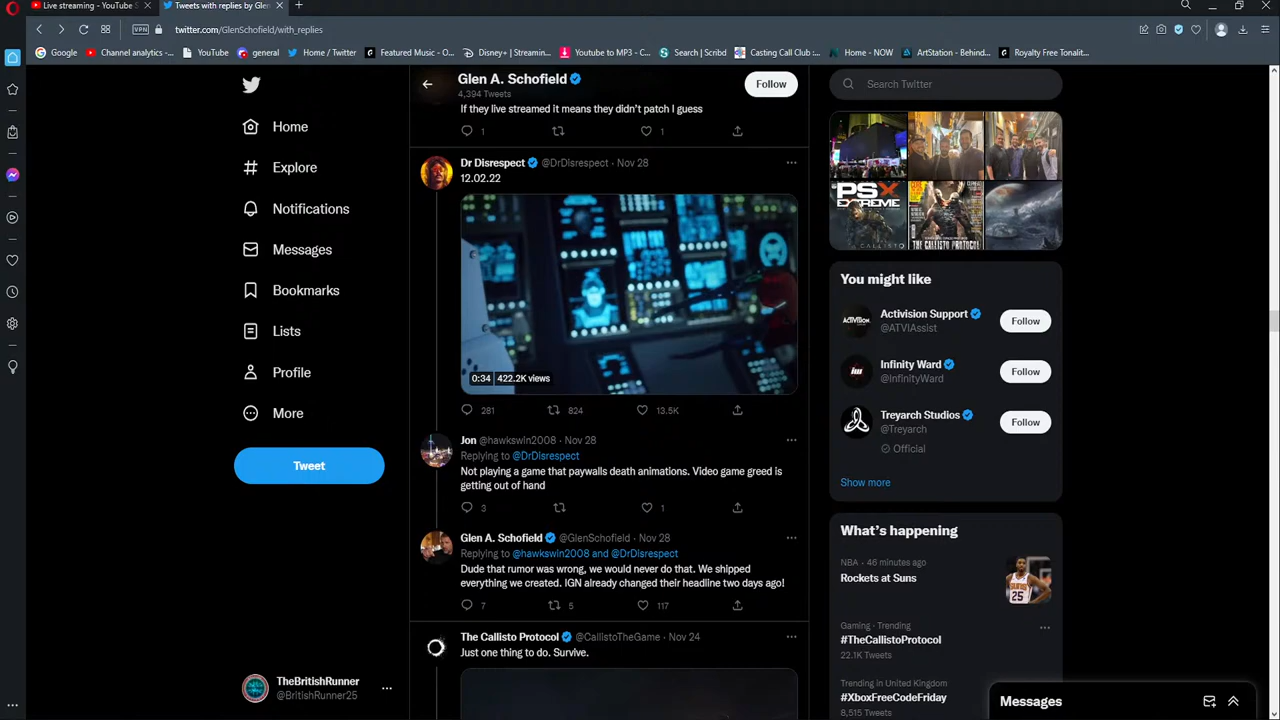 Live streaming - YouTube S
Tweets with replies by Glen
VPN
twitter.com/GlenSchofield/with_replies
Google
Channel analytics -...
YouTube
general
Home / Twitter
Featured Music - O...
Disney+ | Streamin...
Youtube to MP3 - C...
Search | Scribd
Casting Call Club :...
Home - NOW
ArtStation - Behind...
Royalty Free Tonalit...
Home
Explore
Notifications
Messages
Bookmarks
Lists
Profile
More
Tweet
TheBritishRunner
@BritishRunner25
Glen A. Schofield
4,394 Tweets
Follow
If they live streamed it means they didn't patch I guess
1
1
Dr Disrespect @DrDisrespect · Nov 28
12.02.22
0:34 422.2K views
281 824 13.5K
Jon @hawkswin2008 · Nov 28
Replying to @DrDisrespect
Not playing a game that paywalls death animations. Video game greed is
getting out of hand
3 1
Glen A. Schofield @GlenSchofield · Nov 28
Replying to @hawkswin2008 and @DrDisrespect
Dude that rumor was wrong, we would never do that. We shipped
everything we created. IGN already changed their headline two days ago!
7 5 117
The Callisto Protocol @CallistoTheGame · Nov 24
Just one thing to do. Survive.
Search Twitter
PSX
EXTREME
CALLISTO
THE CALLISTO PROTOCOL
You might like
Activision Support
@ATVIAssist
Follow
Infinity Ward
@InfinityWard
Follow
Treyarch Studios
@Treyarch
Official
Follow
Show more
What's happening
NBA · 46 minutes ago
Rockets at Suns
Gaming · Trending
#TheCallistoProtocol
22.1K Tweets
Trending in United Kingdom
#XboxFreeCodeFriday
8,515 Tweets
Messages